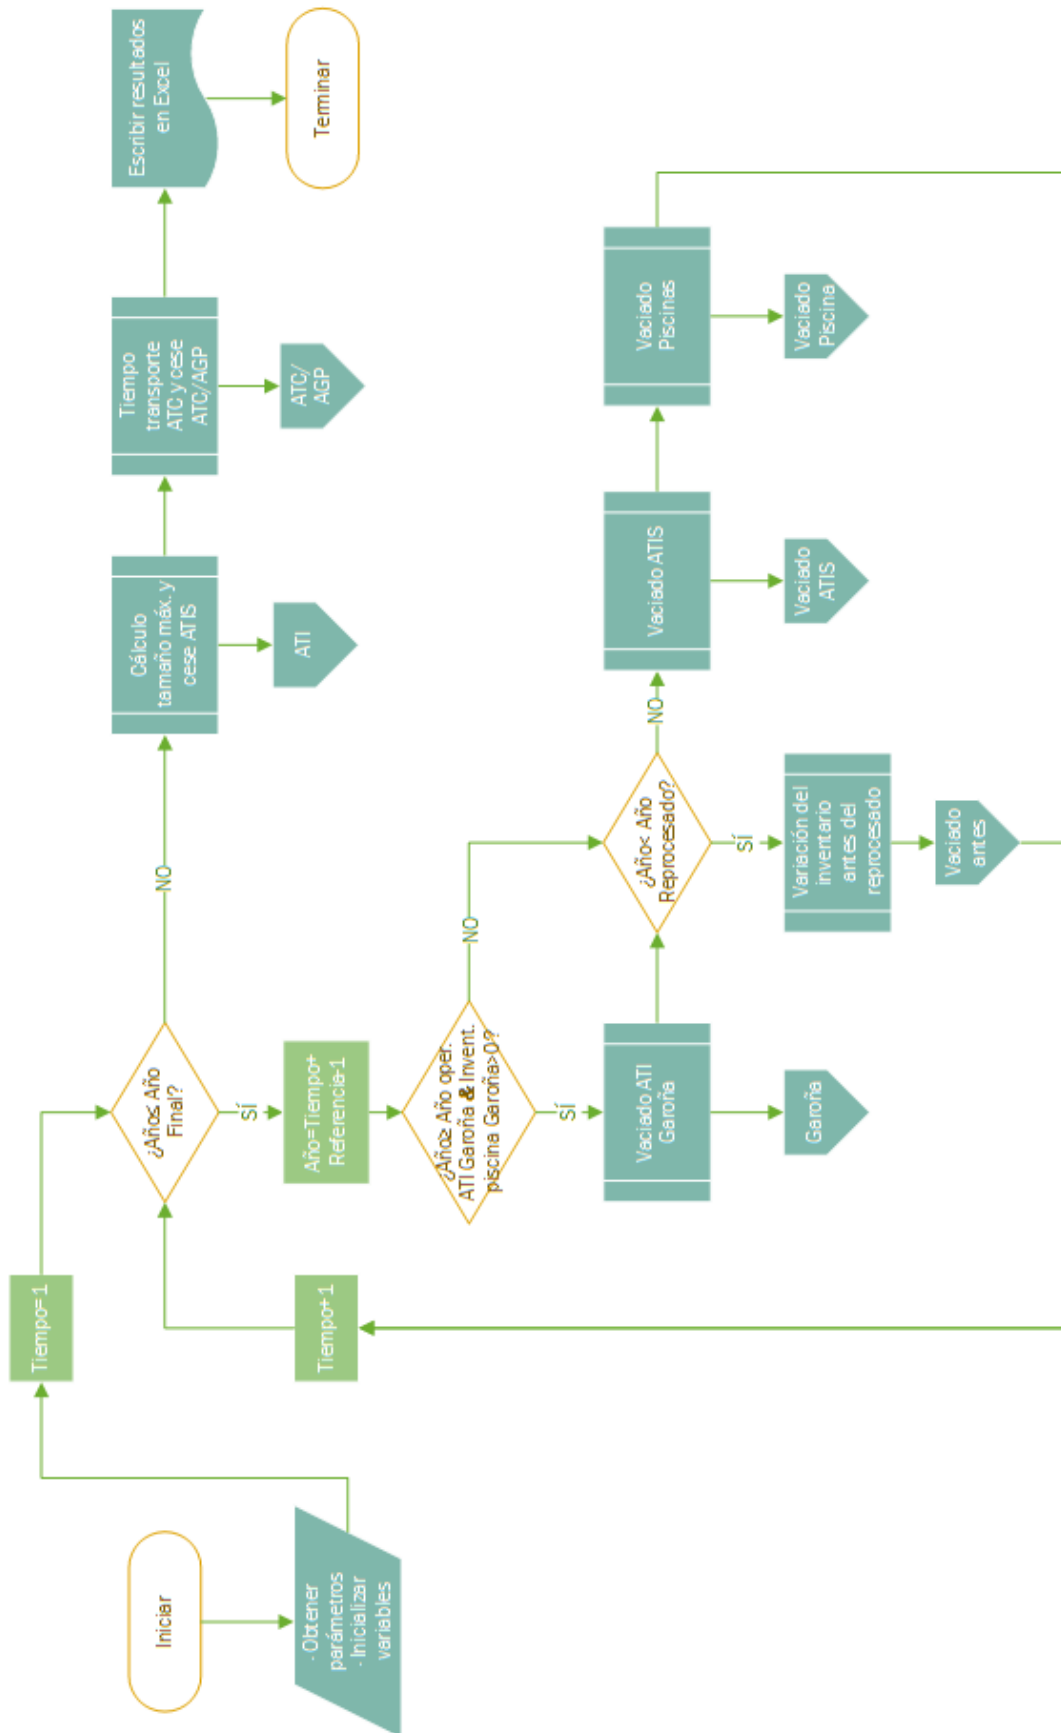 Iniciar
- Obtener
parámetros
- Inicializar
variables
Tiempo=1
Tiempo+1
¿Año≤ Año
Final?
NO
SÍ
Año=Tiempo+
Referencia-1
¿Año≥ Año oper.
ATI Garoña & Invent.
piscina Garoña>0?
NO
SÍ
Vaciado ATI
Garoña
Garoña
¿Año< Año
Reprocesado?
NO
SÍ
Variación del
inventario
antes del
reprocesado
Vaciado
antes
Vaciado ATIS
Vaciado
ATIS
Vaciado
Piscinas
Vaciado
Piscina
Cálculo
tamaño máx. y
cese ATIS
ATI
Tiempo
transporte
ATC y cese
ATC/AGP
ATC/
AGP
Escribir resultados
en Excel
Terminar